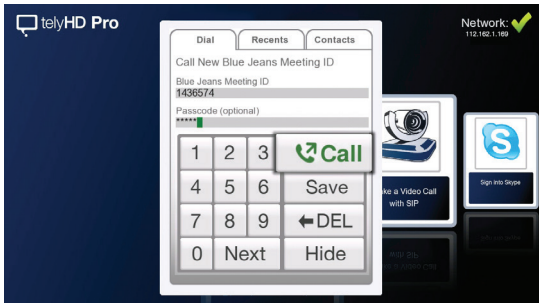 telyHD Pro
Network:
112.162.1.169
Dial
Recents
Contacts
Call New Blue Jeans Meeting ID
Blue Jeans Meeting ID
1436574
Passcode (optional)
*****
1 2 3 Call
4 5 6 Save
7 8 9 DEL
0 Next Hide
ke a Video Call
with SIP
S
Sign into Skype